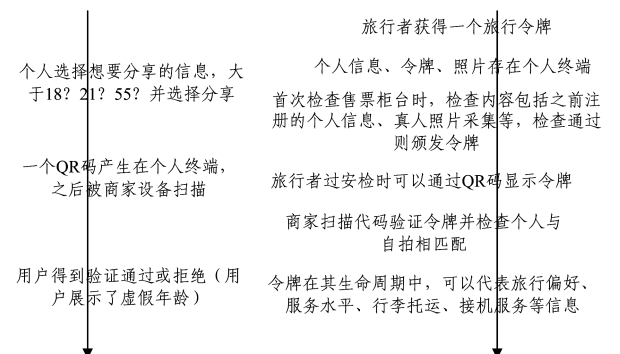 个人选择想要分享的信息，大
于18？21？55？并选择分享
一个QR码产生在个人终端，
之后被商家设备扫描
用户得到验证通过或拒绝（用
户展示了虚假年龄）
旅行者获得一个旅行令牌
个人信息、令牌、照片存在个人终端
首次检查售票柜台时，检查内容包括之前注
册的个人信息、真人照片采集等，检查通过
则颁发令牌
旅行者过安检时可以通过QR码显示令牌
商家扫描代码验证令牌并检查个人与
自拍相匹配
令牌在其生命周期中，可以代表旅行偏好、
服务水平、行李托运、接机服务等信息